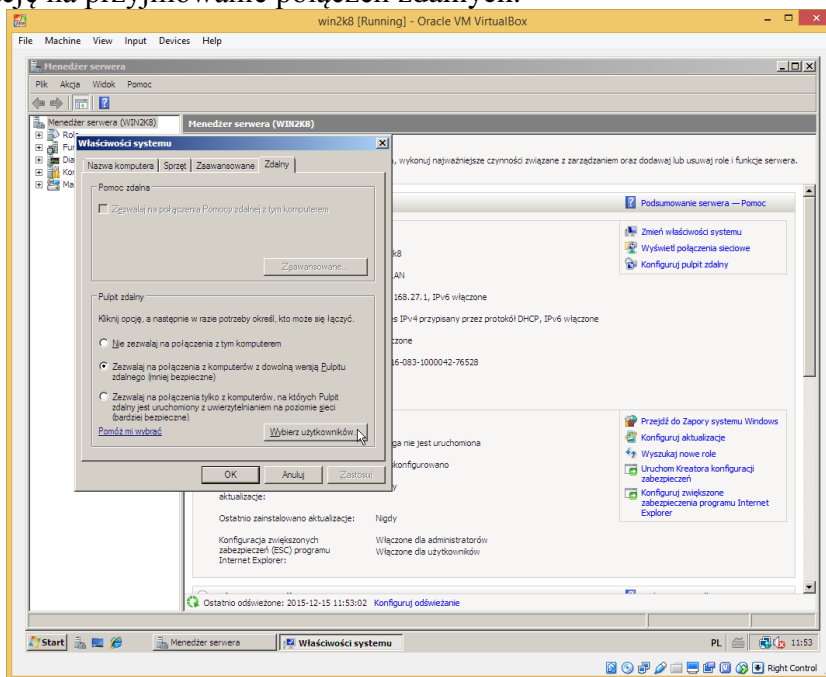 cję na przyjmowanie połączeń zdalnych.
win2k8 [Running] - Oracle VM VirtualBox
File Machine View Input Devices Help
Menedżer serwera
Plik Akcja Widok Pomoc
Menedżer serwera (WIN2K8)
Menedżer serwera (WIN2K8)
Role
Fur
Dia
Kor
Ma
Właściwości systemu
, wykonuj najważniejsze czynności związane z zarządzaniem oraz dodawaj lub usuwaj role i funkcje serwera.
Nazwa komputera Sprzęt Zaawansowane Zdalny
Pomoc zdalna
Zezwalaj na połączenia Pomocy zdalnej z tym komputerem
Zaawansowane...
Podsumowanie serwera — Pomoc
Zmień właściwości systemu
Wyświetl połączenia sieciowe
Konfiguruj pulpit zdalny
k8
AN
168.27.1, IPv6 włączone
s IPv4 przypisany przez protokół DHCP, IPv6 włączone
czone
16-083-1000042-76528
Pulpit zdalny
Kliknij opcję, a następnie w razie potrzeby określ, kto może się łączyć.
Nie zezwalaj na połączenia z tym komputerem
Zezwalaj na połączenia z komputerów z dowolną wersją Pulpitu
zdalnego (mniej bezpieczne)
Zezwalaj na połączenia tylko z komputerów, na których Pulpit
zdalny jest uruchomiony z uwierzytelnianiem na poziomie sieci
(bardziej bezpieczne)
Pomóż mi wybrać
Wybierz użytkowników...
OK Anuluj Zastosuj
Przejdź do Zapory systemu Windows
Konfiguruj aktualizacje
Wyszukaj nowe role
Uruchom Kreatora konfiguracji
zabezpieczeń
Konfiguruj zwiększone
zabezpieczenia programu Internet
Explorer
ga nie jest uruchomiona
skonfigurowano
y
aktualizacje:
Ostatnio zainstalowano aktualizacje: Nigdy
Konfiguracja zwiększonych
zabezpieczeń (ESC) programu
Internet Explorer:
Włączone dla administratorów
Włączone dla użytkowników
Ostatnio odświeżone: 2015-12-15 11:53:02 Konfiguruj odświeżanie
Start
Menedżer serwera
Właściwości systemu
PL
11:53
Right Control